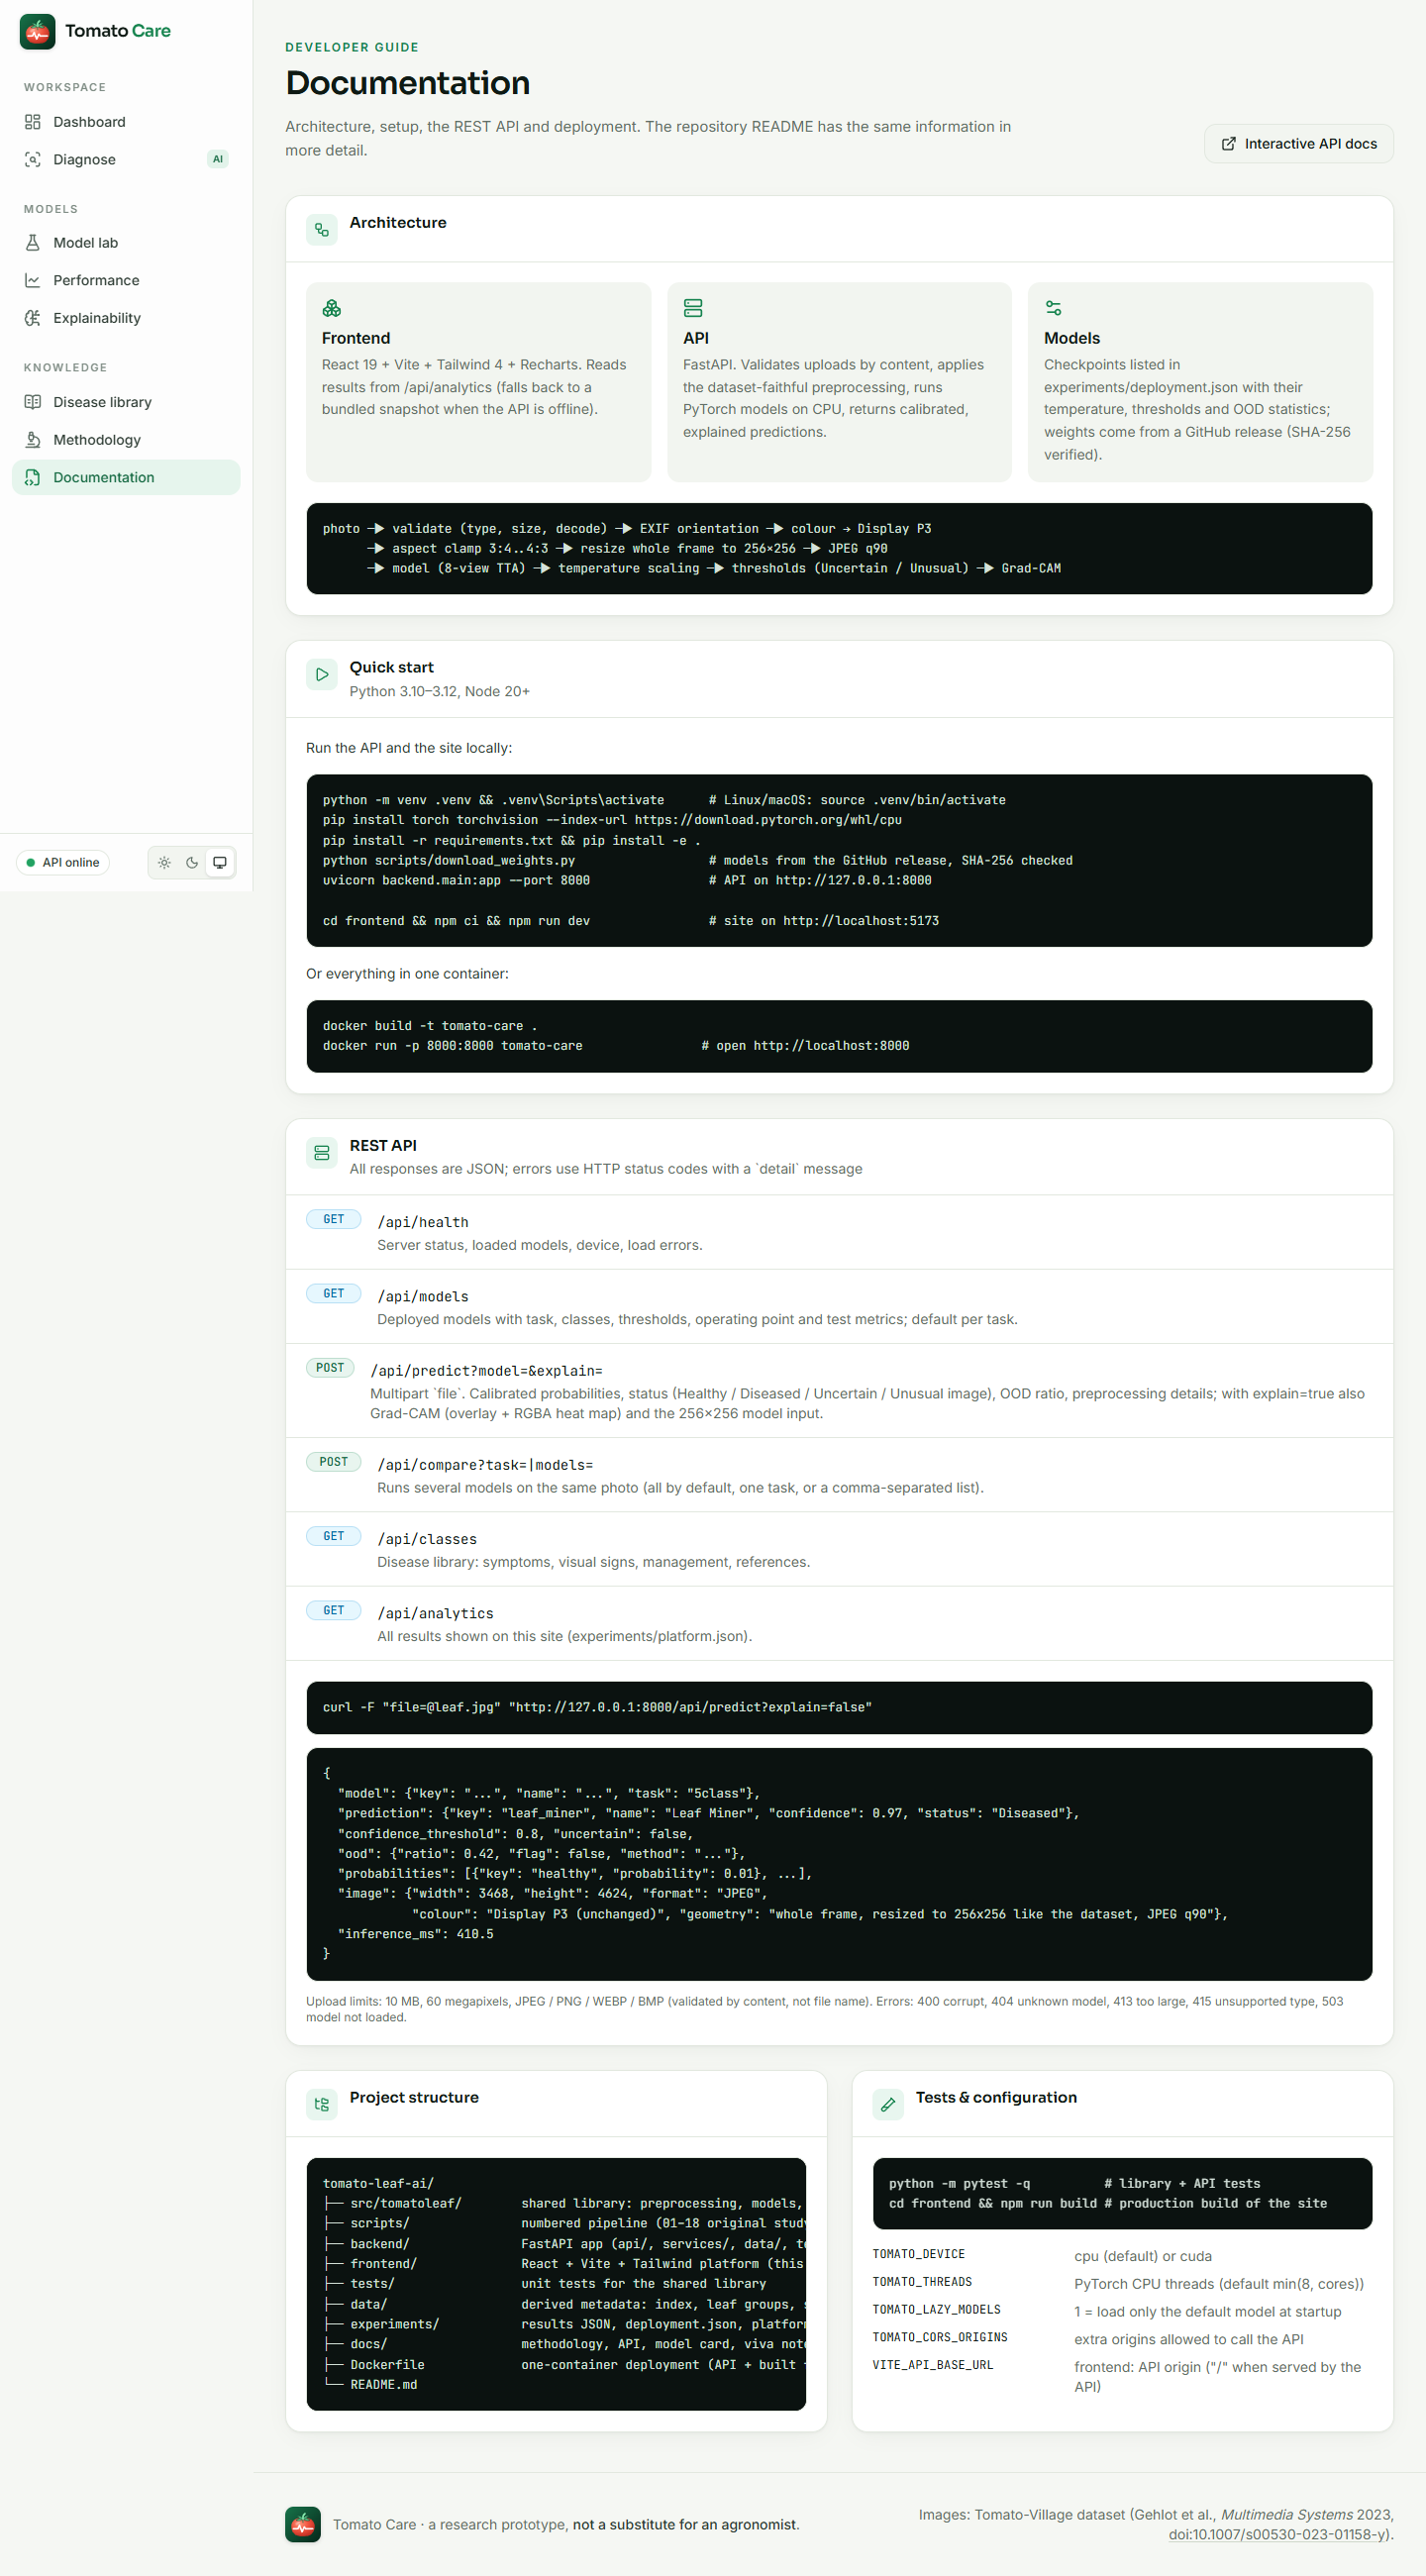 Tomato Care
WORKSPACE
Dashboard
Diagnose
AI
MODELS
Model lab
Performance
Explainability
KNOWLEDGE
Disease library
Methodology
Documentation
API online
DEVELOPER GUIDE
Documentation
Architecture, setup, the REST API and deployment. The repository README has the same information in
more detail.
Interactive API docs
Architecture
Frontend
React 19 + Vite + Tailwind 4 + Recharts. Reads
results from /api/analytics (falls back to a
bundled snapshot when the API is offline).
API
FastAPI. Validates uploads by content, applies
the dataset-faithful preprocessing, runs
PyTorch models on CPU, returns calibrated,
explained predictions.
Models
Checkpoints listed in
experiments/deployment.json with their
temperature, thresholds and OOD statistics;
weights come from a GitHub release (SHA-256
verified).
photo ─▶ validate (type, size, decode) ─▶ EXIF orientation ─▶ colour → Display P3
─▶ aspect clamp 3:4..4:3 ─▶ resize whole frame to 256×256 ─▶ JPEG q90
─▶ model (8-view TTA) ─▶ temperature scaling ─▶ thresholds (Uncertain / Unusual) ─▶ Grad-CAM
Quick start
Python 3.10–3.12, Node 20+
Run the API and the site locally:
python -m venv .venv && .venv\Scripts\activate      # Linux/macOS: source .venv/bin/activate
pip install torch torchvision --index-url https://download.pytorch.org/whl/cpu
pip install -r requirements.txt && pip install -e .
python scripts/download_weights.py                  # models from the GitHub release, SHA-256 checked
uvicorn backend.main:app --port 8000                # API on http://127.0.0.1:8000
cd frontend && npm ci && npm run dev                # site on http://localhost:5173
Or everything in one container:
docker build -t tomato-care .
docker run -p 8000:8000 tomato-care                # open http://localhost:8000
REST API
All responses are JSON; errors use HTTP status codes with a `detail` message
GET /api/health
Server status, loaded models, device, load errors.
GET /api/models
Deployed models with task, classes, thresholds, operating point and test metrics; default per task.
POST /api/predict?model=&explain=
Multipart `file`. Calibrated probabilities, status (Healthy / Diseased / Uncertain / Unusual image), OOD ratio, preprocessing details; with explain=true also
Grad-CAM (overlay + RGBA heat map) and the 256×256 model input.
POST /api/compare?task=|models=
Runs several models on the same photo (all by default, one task, or a comma-separated list).
GET /api/classes
Disease library: symptoms, visual signs, management, references.
GET /api/analytics
All results shown on this site (experiments/platform.json).
curl -F "file=@leaf.jpg" "http://127.0.0.1:8000/api/predict?explain=false"
{
"model": {"key": "...", "name": "...", "task": "5class"},
"prediction": {"key": "leaf_miner", "name": "Leaf Miner", "confidence": 0.97, "status": "Diseased"},
"confidence_threshold": 0.8, "uncertain": false,
"ood": {"ratio": 0.42, "flag": false, "method": "..."},
"probabilities": [{"key": "healthy", "probability": 0.01}, ...],
"image": {"width": 3468, "height": 4624, "format": "JPEG",
"colour": "Display P3 (unchanged)", "geometry": "whole frame, resized to 256x256 like the dataset, JPEG q90"},
"inference_ms": 410.5
}
Upload limits: 10 MB, 60 megapixels, JPEG / PNG / WEBP / BMP (validated by content, not file name). Errors: 400 corrupt, 404 unknown model, 413 too large, 415 unsupported type, 503
model not loaded.
Project structure
tomato-leaf-ai/
├── src/tomatoleaf/        shared library: preprocessing, models,
├── scripts/               numbered pipeline (01–18 original study
├── backend/               FastAPI app (api/, services/, data/, te
├── frontend/              React + Vite + Tailwind platform (this
├── tests/                 unit tests for the shared library
├── data/                  derived metadata: index, leaf groups,
├── experiments/           results JSON, deployment.json, platform
├── docs/                  methodology, API, model card, viva note
├── Dockerfile             one-container deployment (API + built
└── README.md
Tests & configuration
python -m pytest -q          # library + API tests
cd frontend && npm run build # production build of the site
TOMATO_DEVICE cpu (default) or cuda
TOMATO_THREADS PyTorch CPU threads (default min(8, cores))
TOMATO_LAZY_MODELS 1 = load only the default model at startup
TOMATO_CORS_ORIGINS extra origins allowed to call the API
VITE_API_BASE_URL frontend: API origin ("/" when served by the
API)
Tomato Care · a research prototype, not a substitute for an agronomist.
Images: Tomato-Village dataset (Gehlot et al., Multimedia Systems 2023,
doi:10.1007/s00530-023-01158-y).